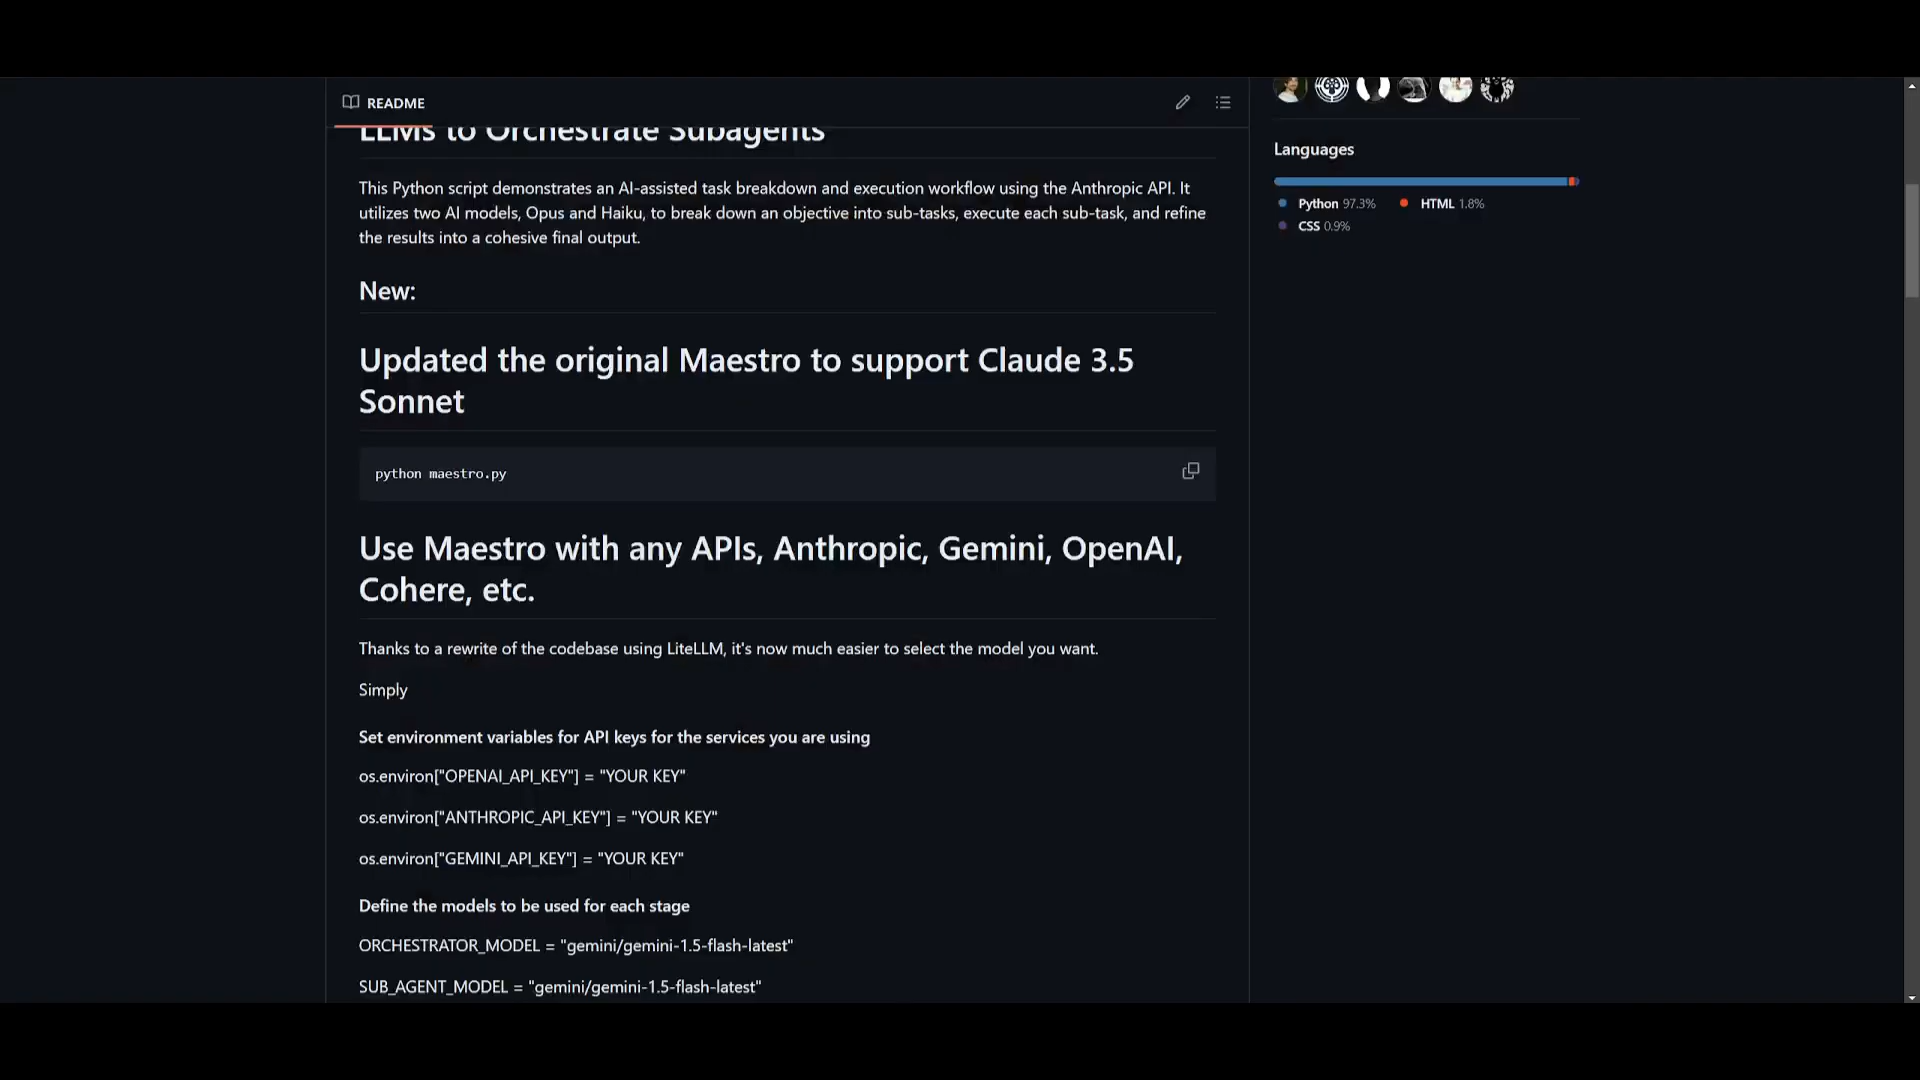 README
LLMs to Orchestrate Subagents
This Python script demonstrates an AI-assisted task breakdown and execution workflow using the Anthropic API. It
utilizes two AI models, Opus and Haiku, to break down an objective into sub-tasks, execute each sub-task, and refine
the results into a cohesive final output.
New:
Updated the original Maestro to support Claude 3.5
Sonnet
python maestro.py
Use Maestro with any APIs, Anthropic, Gemini, OpenAI,
Cohere, etc.
Thanks to a rewrite of the codebase using LiteLLM, it's now much easier to select the model you want.
Simply
Set environment variables for API keys for the services you are using
os.environ["OPENAI_API_KEY"] = "YOUR KEY"
os.environ["ANTHROPIC_API_KEY"] = "YOUR KEY"
os.environ["GEMINI_API_KEY"] = "YOUR KEY"
Define the models to be used for each stage
ORCHESTRATOR_MODEL = "gemini/gemini-1.5-flash-latest"
SUB_AGENT_MODEL = "gemini/gemini-1.5-flash-latest"
Languages
Python 97.3% HTML 1.8%
CSS 0.9%